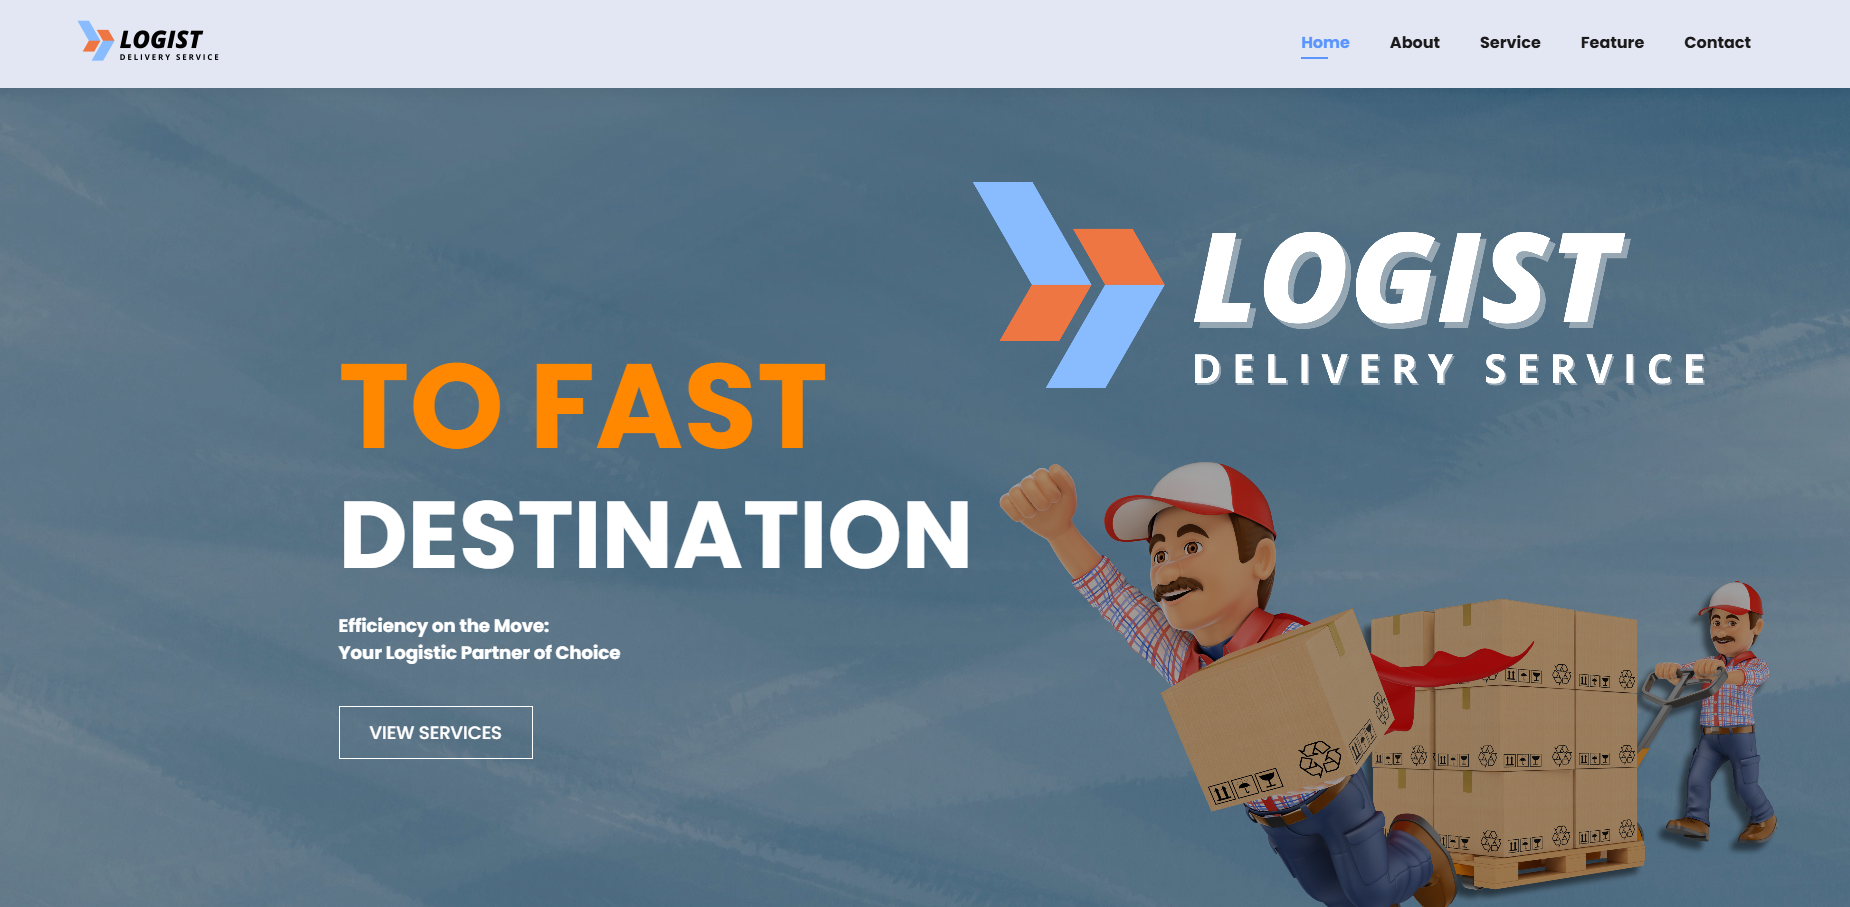 LOGIST
DELIVERY SERVICE
Home About Service Feature Contact
LOGIST
DELIVERY SERVICE
TO FAST
DESTINATION
Efficiency on the Move:
Your Logistic Partner of Choice
VIEW SERVICES